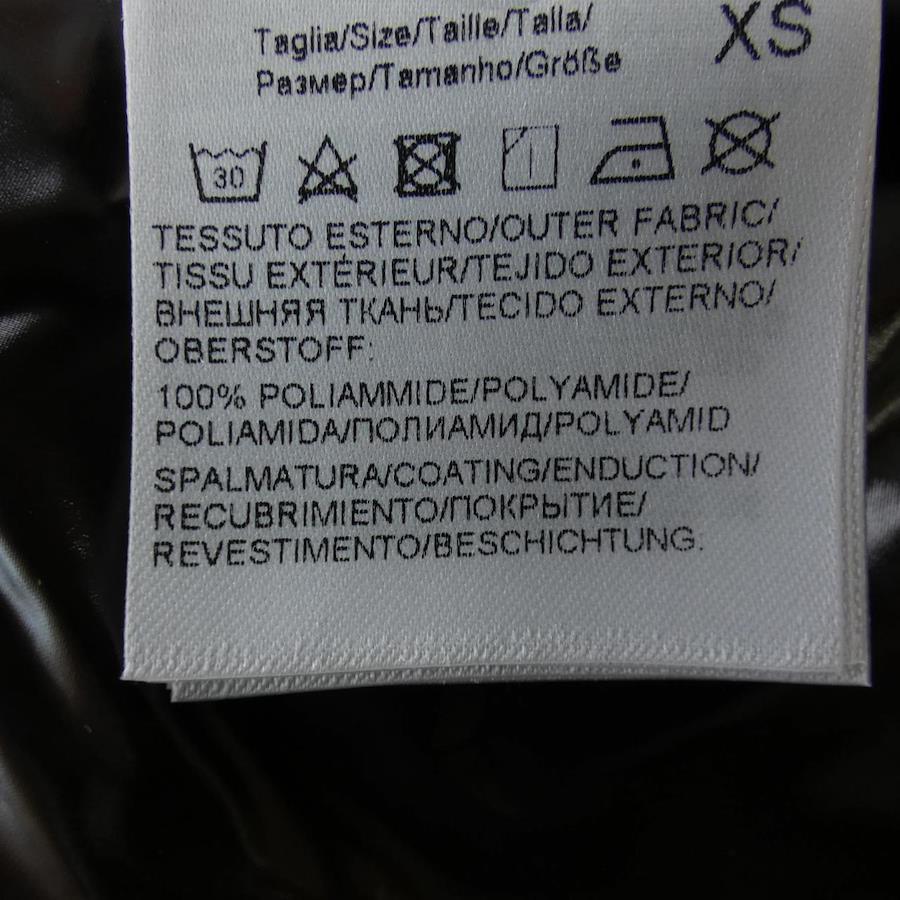 Taglia/Size/Taille/Talla/
XS
Размер/Tamanho/Größe
30
TESSUTO ESTERNO/OUTER FABRIC/
TISSU EXTÉRIEUR/TEJIDO EXTERIOR/
ВНЕШНЯЯ ТКАНЬ/TECIDO EXTERNO/
OBERSTOFF:
100% POLIAMMIDE/POLYAMIDE/
POLIAMIDA/ПОЛИАМИД/POLYAMID
SPALMATURA/COATING/ENDUCTION/
RECUBRIMIENTO/ПОКРЫТИЕ/
REVESTIMENTO/BESCHICHTUNG.